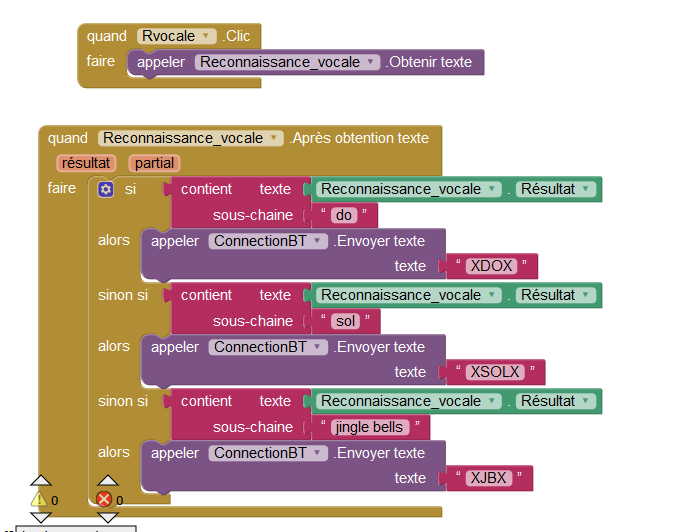 quand Rvocale .Clic
faire appeler Reconnaissance_vocale .Obtenir texte
quand Reconnaissance_vocale .Après obtention texte
résultat partial
faire si contient texte Reconnaissance_vocale . Résultat
sous-chaine “ do ”
alors appeler ConnectionBT .Envoyer texte
texte “ XDOX ”
sinon si contient texte Reconnaissance_vocale . Résultat
sous-chaine “ sol ”
alors appeler ConnectionBT .Envoyer texte
texte “ XSOLX ”
sinon si contient texte Reconnaissance_vocale . Résultat
sous-chaine “ jingle bells ”
alors appeler ConnectionBT .Envoyer texte
texte “ XJBX ”
0 0